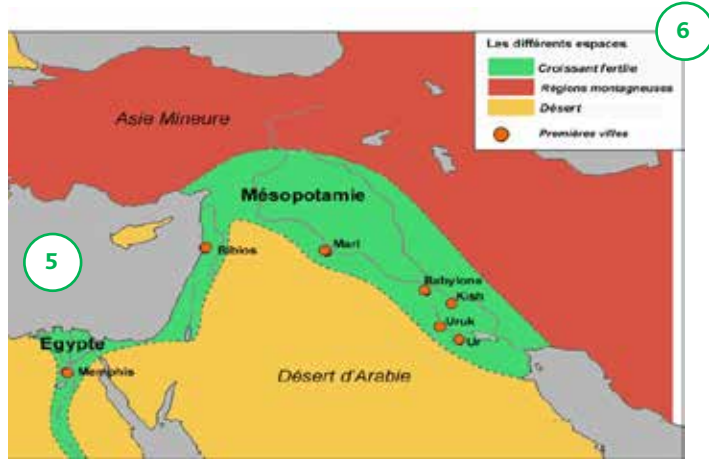 6
Les différents espaces
Croissant fertile
Régions montagneuses
Désert
Premières villes
Asie Mineure
Mésopotamie
5
Biblos
Mari
Babylone
Kish
Uruk
Ur
Egypte
Memphis
Désert d'Arabie